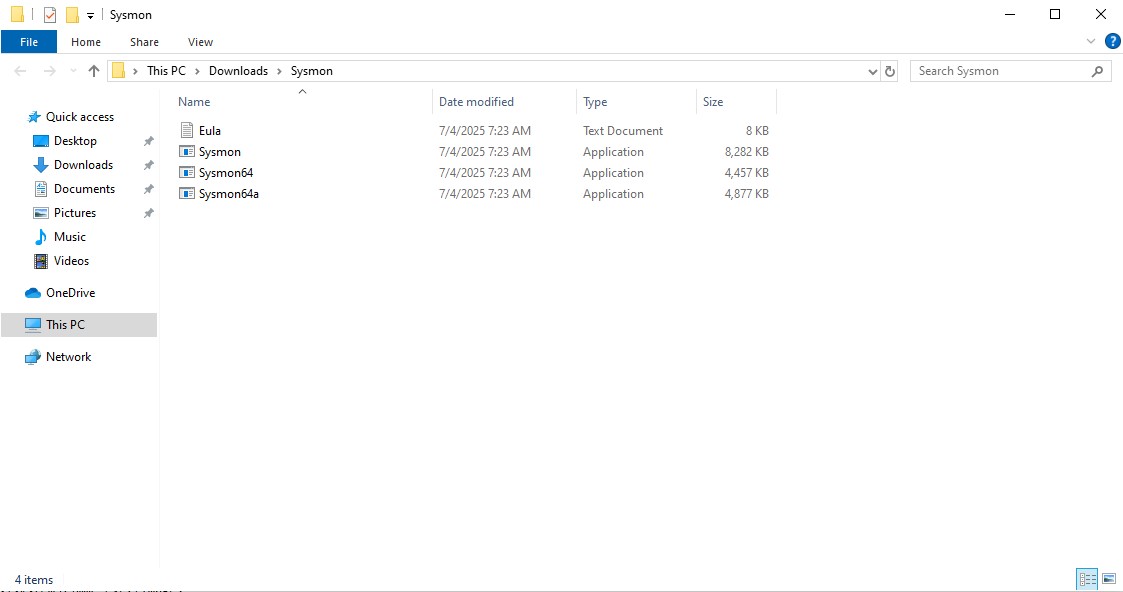 Sysmon
File Home Share View
This PC Downloads Sysmon Search Sysmon
Name Date modified Type Size
Quick access
Desktop
Downloads
Documents
Pictures
Music
Videos
OneDrive
This PC
Network
Eula 7/4/2025 7:23 AM Text Document 8 KB
Sysmon 7/4/2025 7:23 AM Application 8,282 KB
Sysmon64 7/4/2025 7:23 AM Application 4,457 KB
Sysmon64a 7/4/2025 7:23 AM Application 4,877 KB
4 items